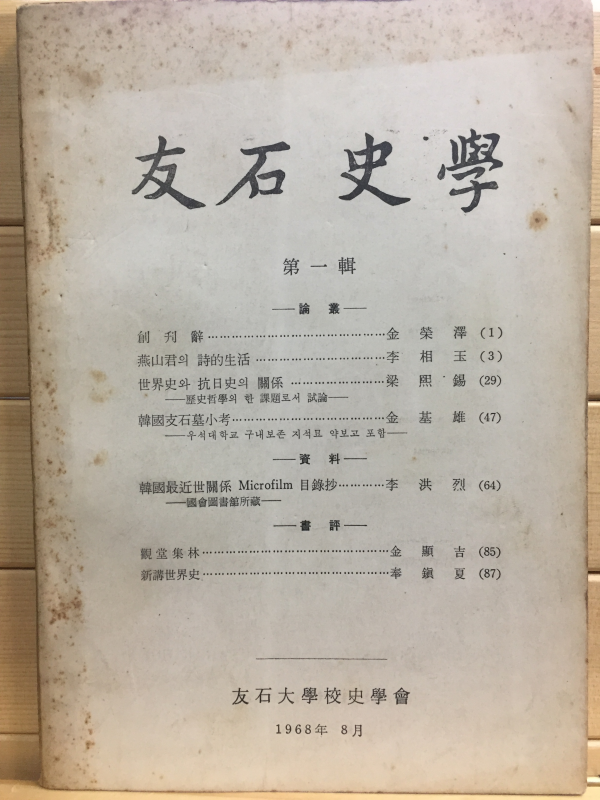 友石史學
第一輯
——論叢——
創刊辭……………………………………金榮澤 (1)
燕山君의 詩的生活……………………………李相玉 (3)
世界史와 抗日史의 關係……………………梁熙錫 (29)
——歷史哲學의 한 課題로서 試論——
韓國支石墓小考………………………………金基雄 (47)
——우석대학교 구내보존 지석묘 약보고 포함——
——資料——
韓國最近世關係 Microfilm 目錄抄…………李洪烈 (64)
——國會圖書館所藏——
——書評——
觀堂集林………………………………………金顯吉 (85)
新講世界史……………………………………奉鎭夏 (87)
友石大學校史學會
1968年 8月